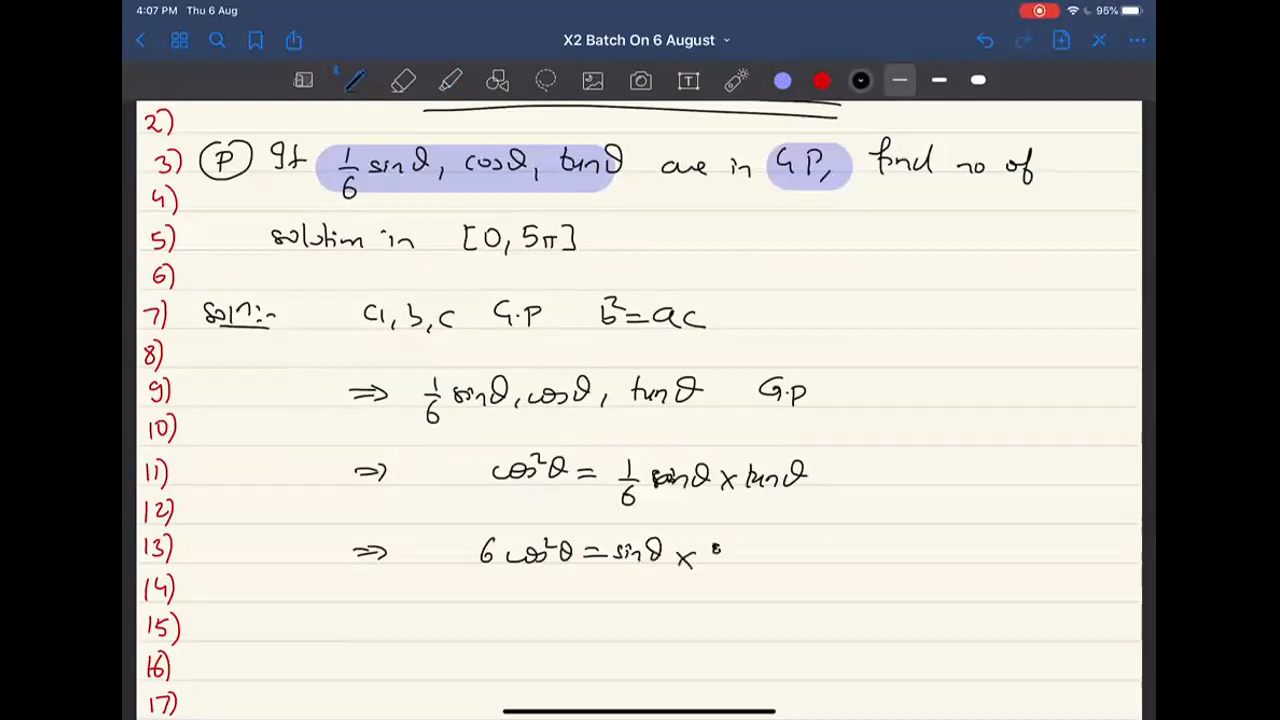 4:07 PM Thu 6 Aug 95%
X2 Batch On 6 August
2)
3) (P) If 1/6 sinθ, cosθ, tanθ are in G P, find no of
4)
5) solution in [0, 5π]
6)
7) soln:- a, b, c G.P b²=ac
8)
9) ⇒ 1/6 sinθ, cosθ, tanθ G.P
10)
11) ⇒ cos²θ = 1/6 sinθ × tanθ
12)
13) ⇒ 6 cos²θ = sinθ ×
14)
15)
16)
17)